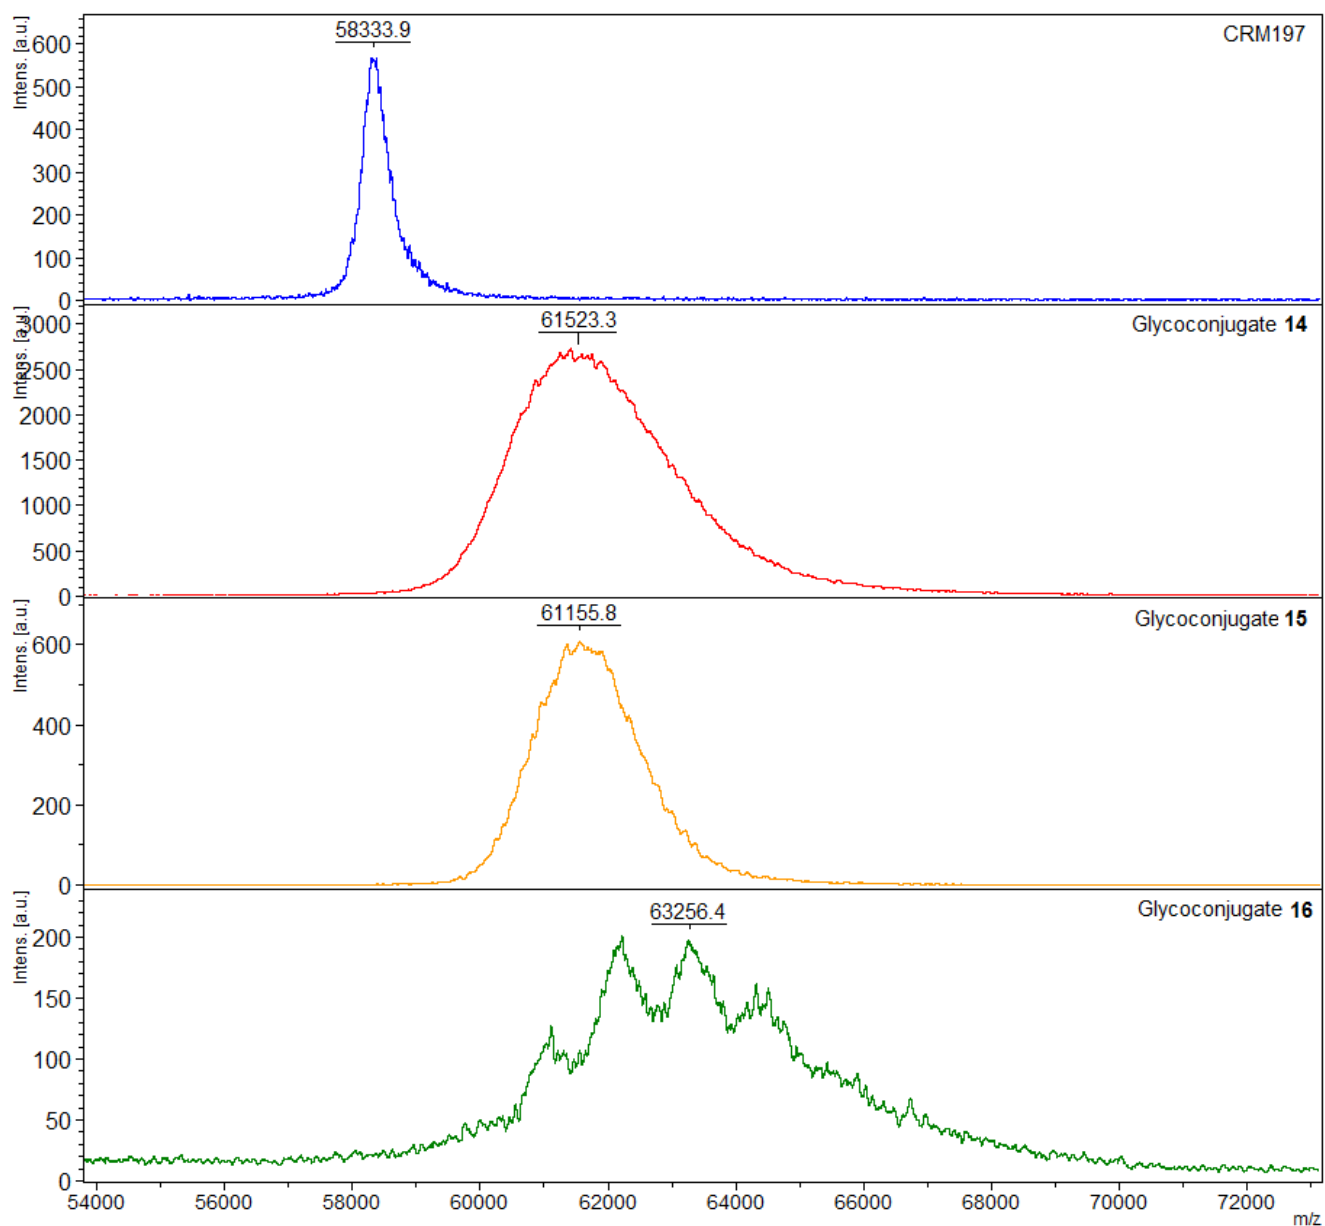 58333.9
CRM197
Intens. [a.u.]
600
500
400
300
200
100
0
61523.3
Glycoconjugate 14
Intens. [a.u.]
3000
2500
2000
1500
1000
500
0
61155.8
Glycoconjugate 15
Intens. [a.u.]
600
400
200
0
63256.4
Glycoconjugate 16
Intens. [a.u.]
200
150
100
50
0
54000 56000 58000 60000 62000 64000 66000 68000 70000 72000
m/z